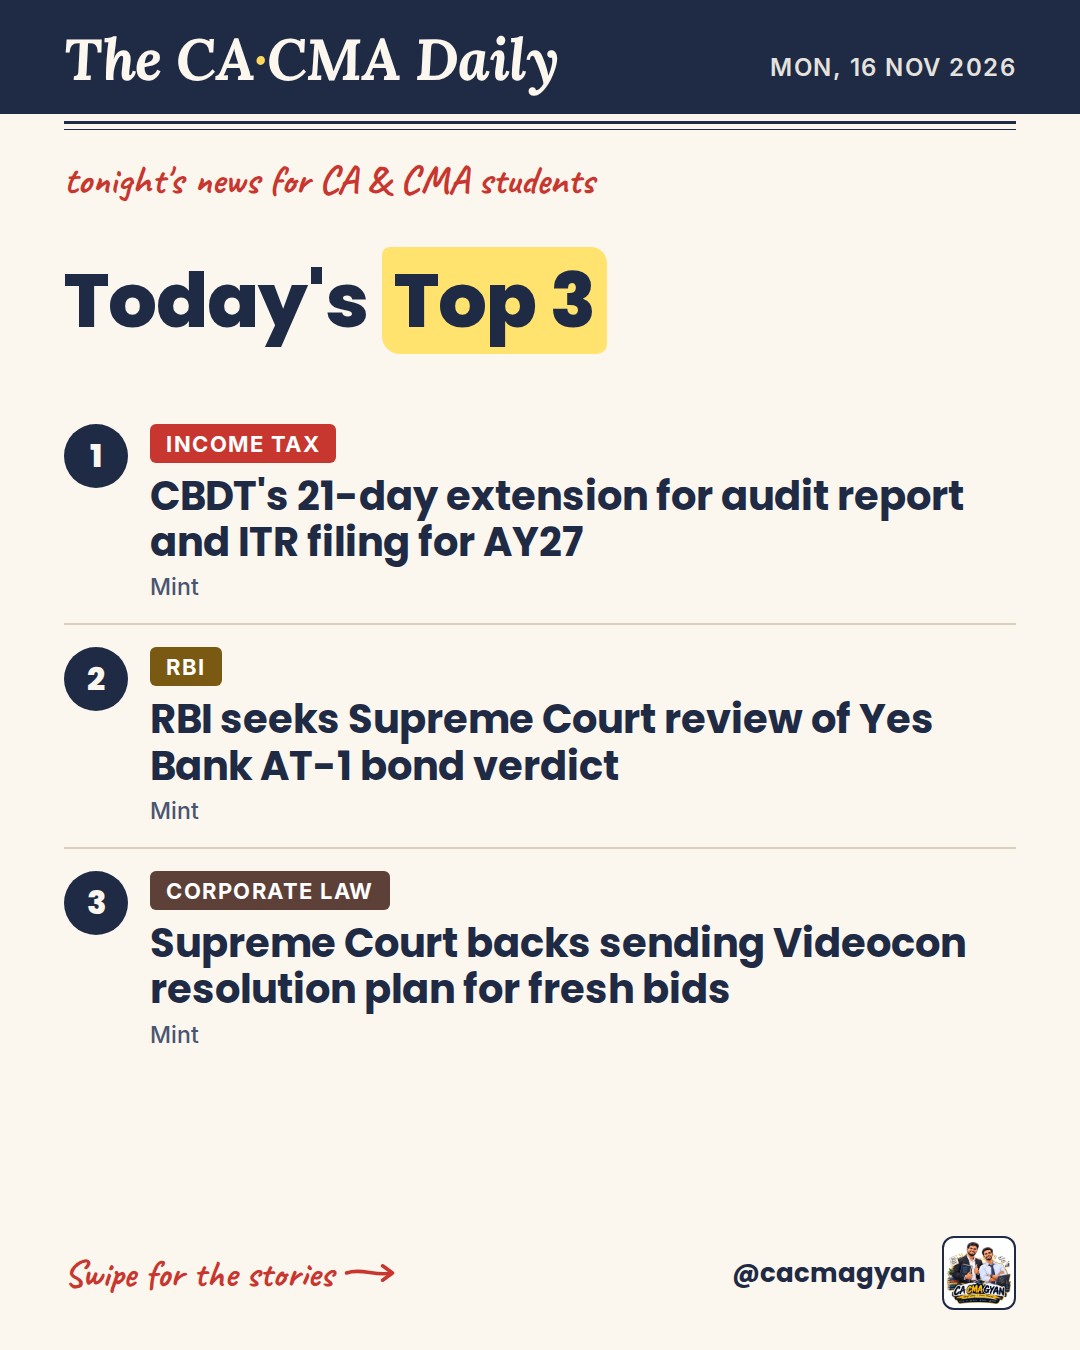 The CA·CMA Daily
MON, 16 NOV 2026
tonight's news for CA & CMA students
Today's Top 3
1
INCOME TAX
CBDT's 21-day extension for audit report
and ITR filing for AY27
Mint
2
RBI
RBI seeks Supreme Court review of Yes
Bank AT-1 bond verdict
Mint
3
CORPORATE LAW
Supreme Court backs sending Videocon
resolution plan for fresh bids
Mint
Swipe for the stories →
@cacmagyan
CA CMA GYAN